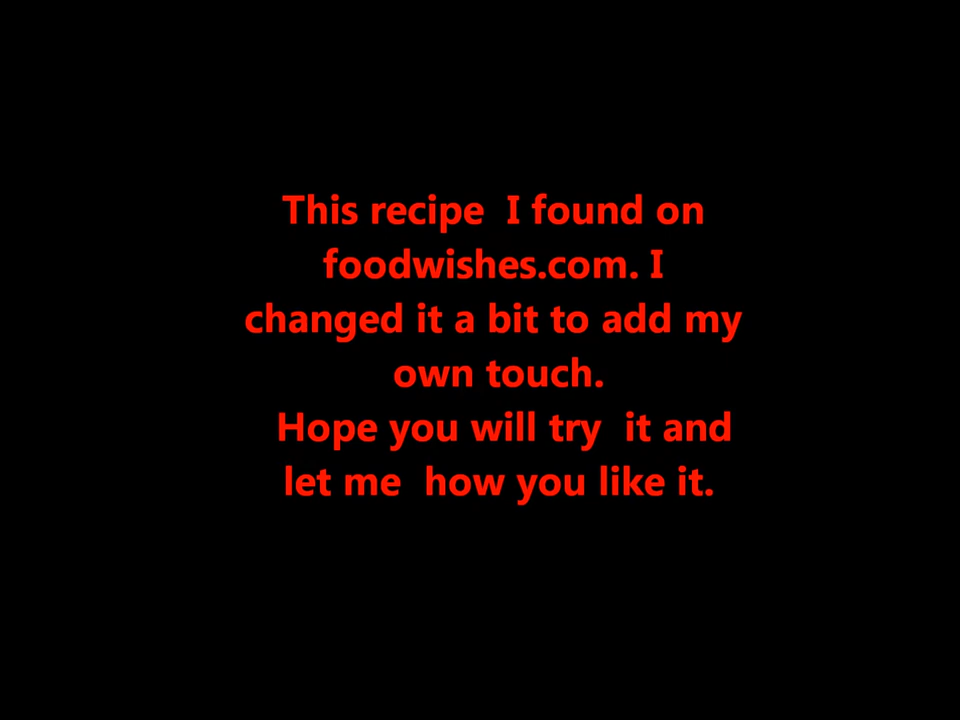 This recipe  I found on
foodwishes.com. I
changed it a bit to add my
own touch.
Hope you will try  it and
let me  how you like it.